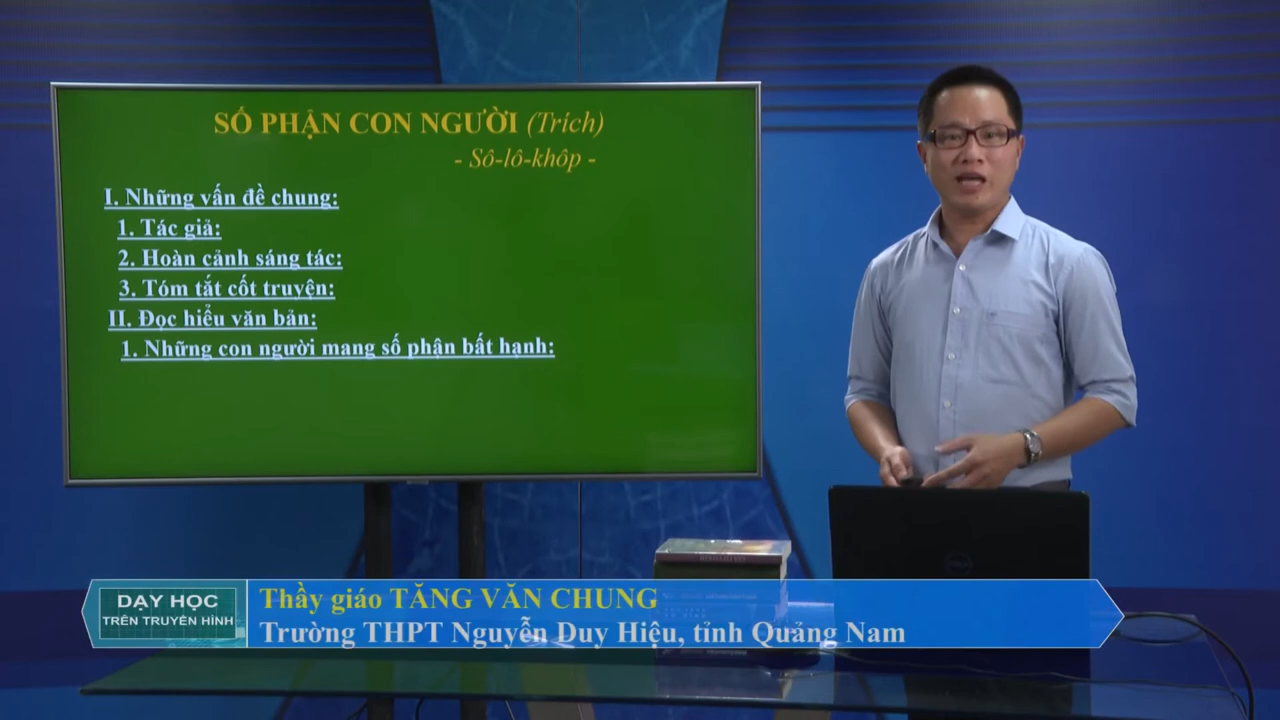 SỐ PHẬN CON NGƯỜI (Trích)
- Sô-lô-khôp -
I. Những vấn đề chung:
1. Tác giả:
2. Hoàn cảnh sáng tác:
3. Tóm tắt cốt truyện:
II. Đọc hiểu văn bản:
1. Những con người mang số phận bất hạnh:
DẠY HỌC
TRÊN TRUYỀN HÌNH
Thầy giáo TĂNG VĂN CHUNG
Trường THPT Nguyễn Duy Hiệu, tỉnh Quảng Nam